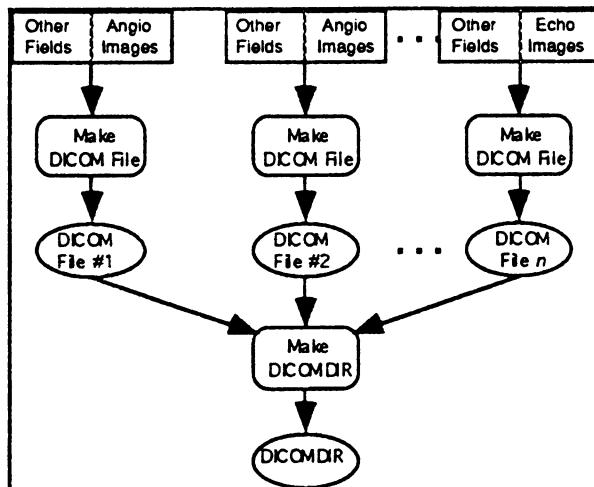 Other Fields
Angio Images
Other Fields
Angio Images
. . .
Other Fields
Echo Images
Make
DICOM File
Make
DICOM File
Make
DICOM File
DICOM
File #1
DICOM
File #2
. . .
DICOM
File n
Make
DICOMDIR
DICOMDIR